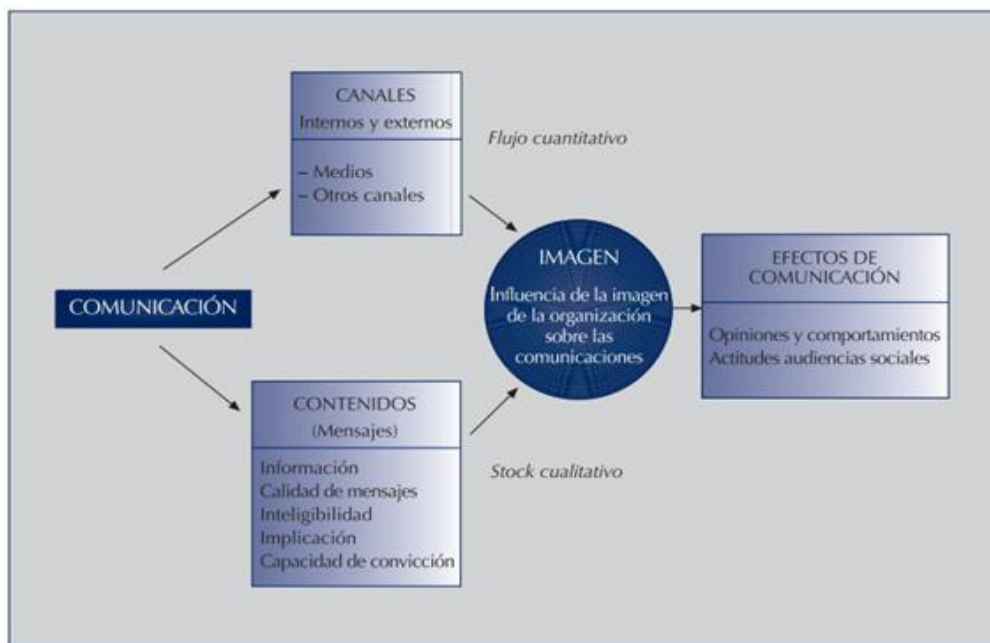 CANALES
Internos y externos
– Medios
– Otros canales
Flujo cuantitativo
COMUNICACIÓN
IMAGEN
Influencia de la imagen
de la organización
sobre las
comunicaciones
EFECTOS DE
COMUNICACIÓN
Opiniones y comportamientos
Actitudes audiencias sociales
CONTENIDOS
(Mensajes)
Información
Calidad de mensajes
Inteligibilidad
Implicación
Capacidad de convicción
Stock cualitativo